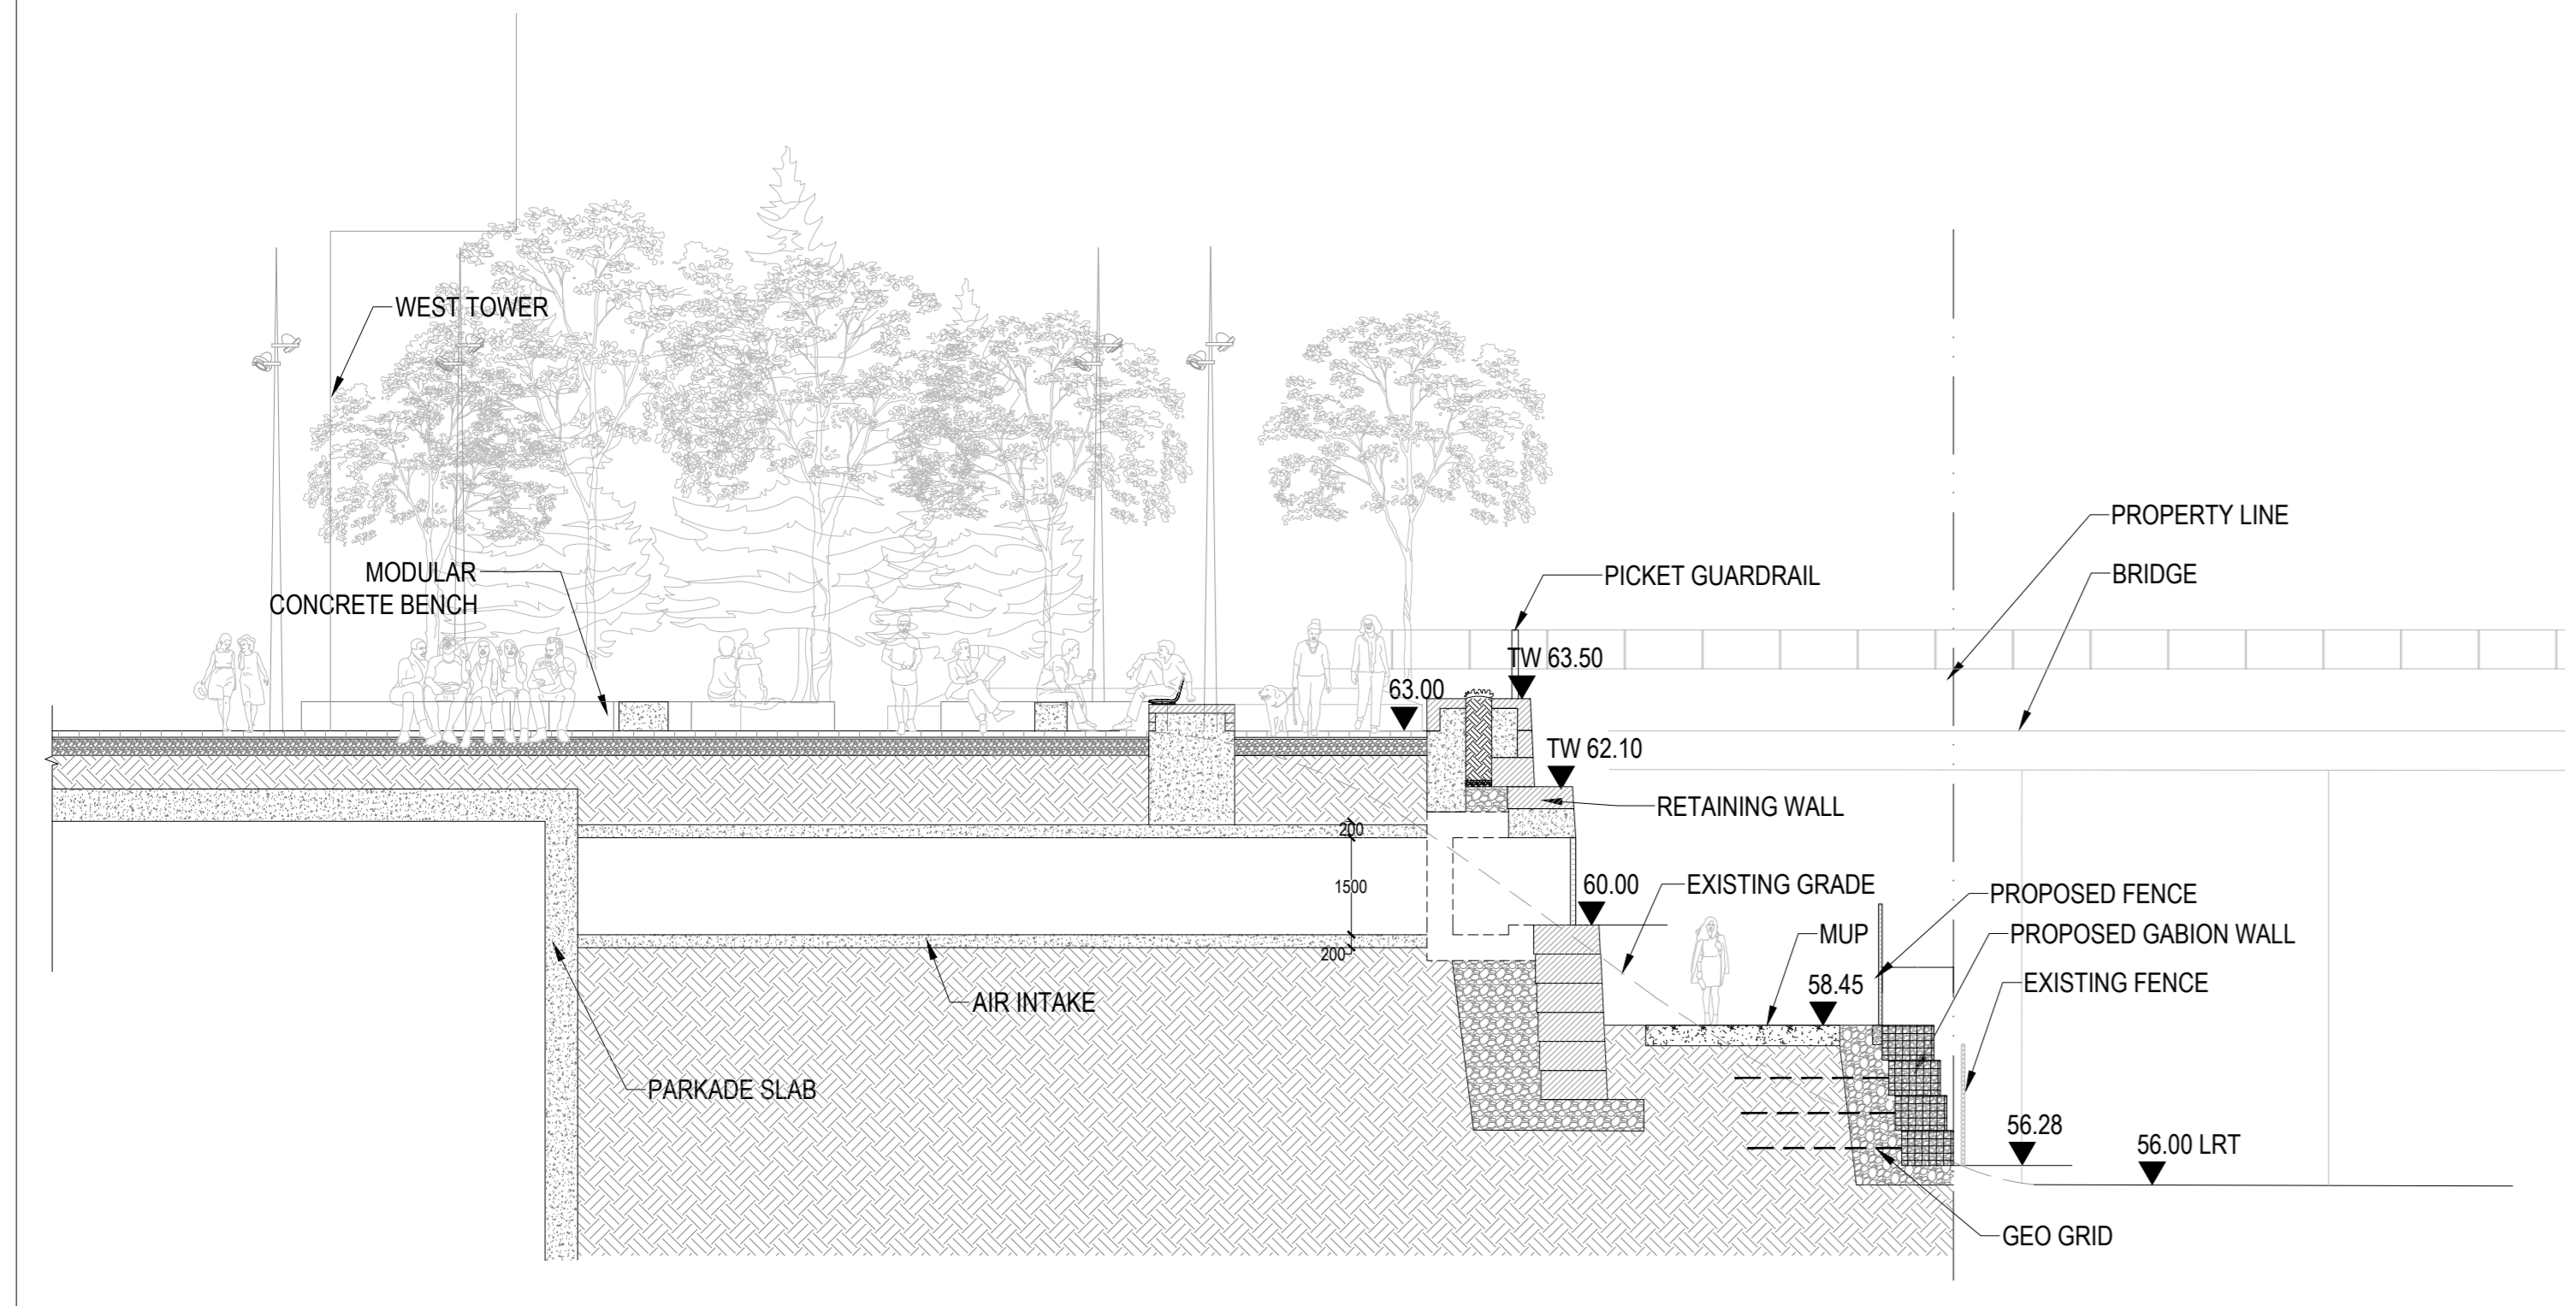 WEST TOWER
PROPERTY LINE
MODULAR
CONCRETE BENCH
PICKET GUARDRAIL
BRIDGE
TW 63.50
63.00
TW 62.10
RETAINING WALL
200
1500
200
60.00
EXISTING GRADE
PROPOSED FENCE
MUP
PROPOSED GABION WALL
58.45
EXISTING FENCE
AIR INTAKE
PARKADE SLAB
56.28
56.00 LRT
GEO GRID